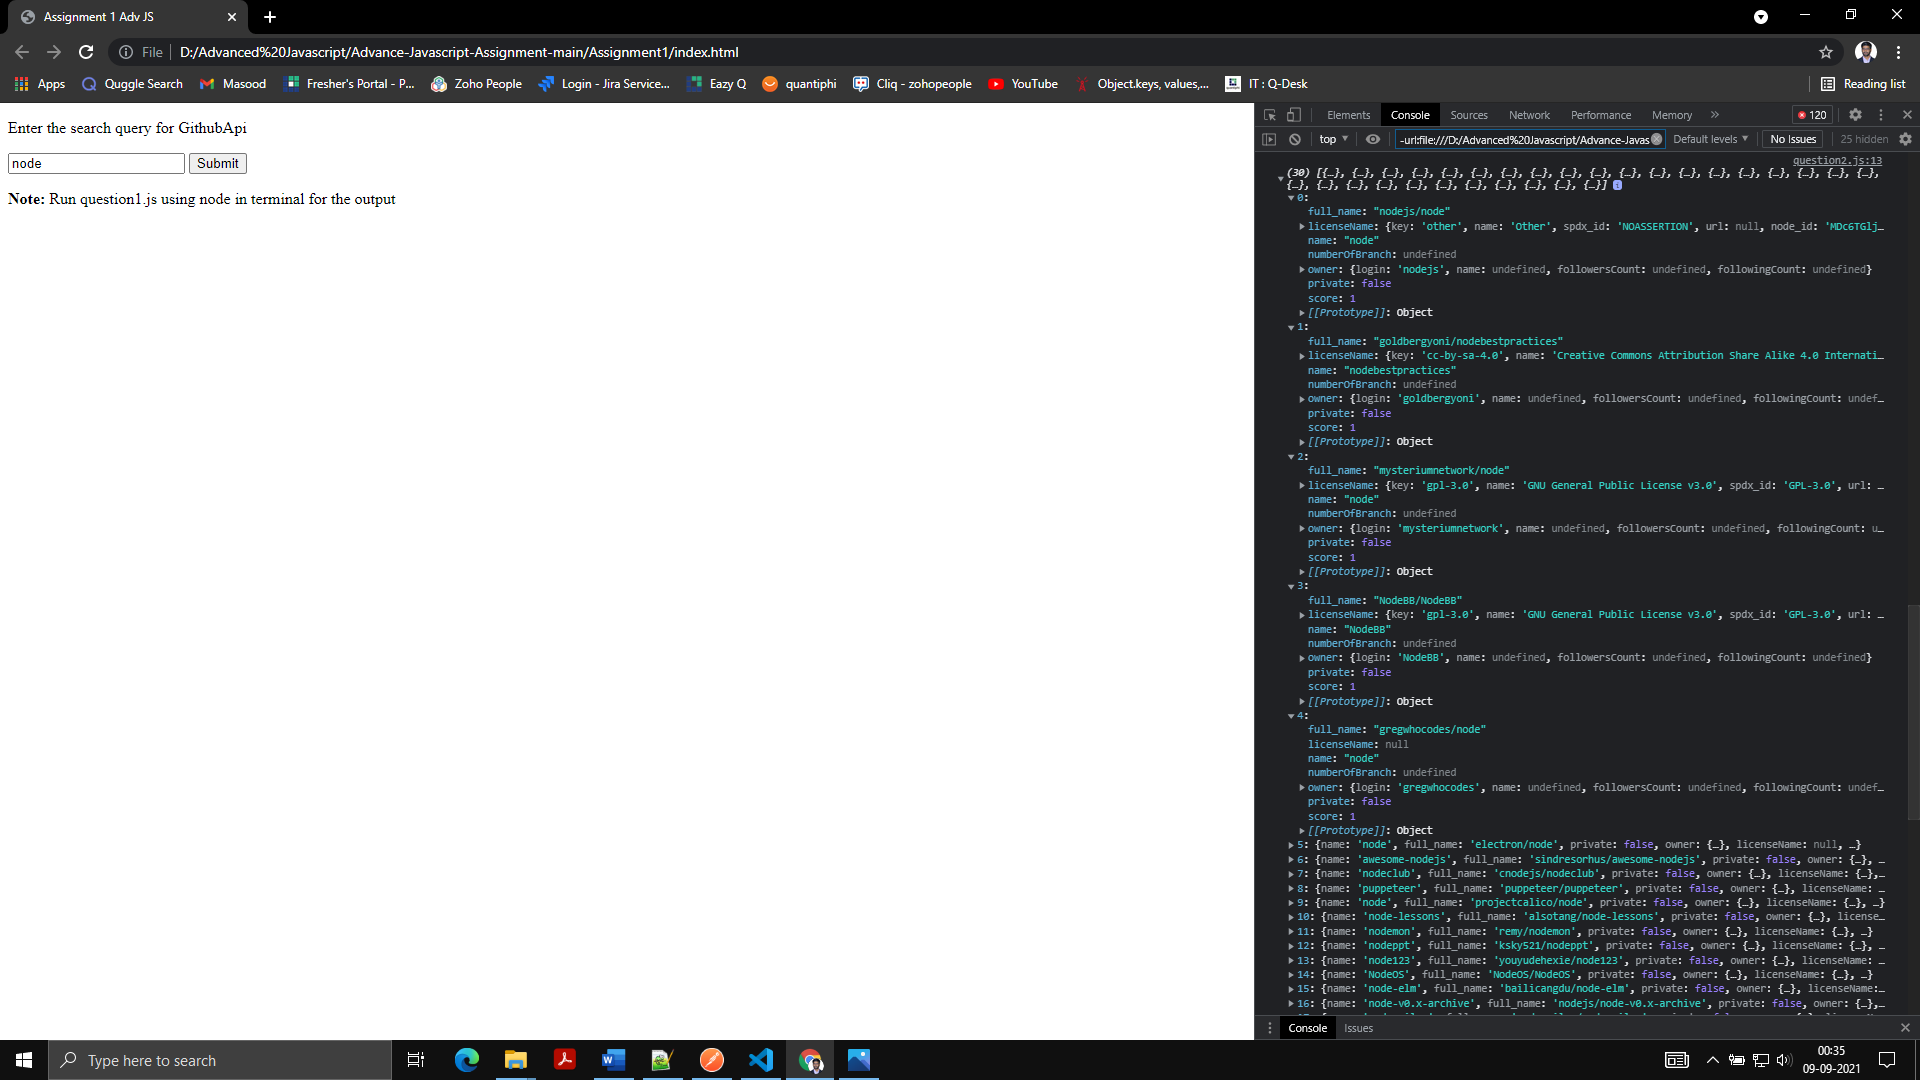 Assignment 1 Adv JS
File | D:/Advanced%20Javascript/Advance-Javascript-Assignment-main/Assignment1/index.html
Apps Quggle Search Masood Fresher's Portal - P... Zoho People Login - Jira Service... Eazy Q quantiphi Cliq - zohopeople YouTube Object.keys, values,... IT : Q-Desk Reading list
Enter the search query for GithubApi
node Submit
Note: Run question1.js using node in terminal for the output
Elements Console Sources Network Performance Memory » 120
top -url:file:///D:/Advanced%20Javascript/Advance-Javas Default levels No Issues 25 hidden
question2.js:13
(30) [{…}, {…}, {…}, {…}, {…}, {…}, {…}, {…}, {…}, {…}, {…}, {…}, {…}, {…}, {…}, {…}, {…}, {…}, {…},
{…}, {…}, {…}, {…}, {…}, {…}, {…}, {…}, {…}, {…}, {…}]
0:
full_name: "nodejs/node"
licenseName: {key: 'other', name: 'Other', spdx_id: 'NOASSERTION', url: null, node_id: 'MDc6TGlj…
name: "node"
numberOfBranch: undefined
owner: {login: 'nodejs', name: undefined, followersCount: undefined, followingCount: undefined}
private: false
score: 1
[[Prototype]]: Object
1:
full_name: "goldbergyoni/nodebestpractices"
licenseName: {key: 'cc-by-sa-4.0', name: 'Creative Commons Attribution Share Alike 4.0 Internati…
name: "nodebestpractices"
numberOfBranch: undefined
owner: {login: 'goldbergyoni', name: undefined, followersCount: undefined, followingCount: undef…
private: false
score: 1
[[Prototype]]: Object
2:
full_name: "mysteriumnetwork/node"
licenseName: {key: 'gpl-3.0', name: 'GNU General Public License v3.0', spdx_id: 'GPL-3.0', url: …
name: "node"
numberOfBranch: undefined
owner: {login: 'mysteriumnetwork', name: undefined, followersCount: undefined, followingCount: u…
private: false
score: 1
[[Prototype]]: Object
3:
full_name: "NodeBB/NodeBB"
licenseName: {key: 'gpl-3.0', name: 'GNU General Public License v3.0', spdx_id: 'GPL-3.0', url: …
name: "NodeBB"
numberOfBranch: undefined
owner: {login: 'NodeBB', name: undefined, followersCount: undefined, followingCount: undefined}
private: false
score: 1
[[Prototype]]: Object
4:
full_name: "gregwhocodes/node"
licenseName: null
name: "node"
numberOfBranch: undefined
owner: {login: 'gregwhocodes', name: undefined, followersCount: undefined, followingCount: undef…
private: false
score: 1
[[Prototype]]: Object
5: {name: 'node', full_name: 'electron/node', private: false, owner: {…}, licenseName: null, …}
6: {name: 'awesome-nodejs', full_name: 'sindresorhus/awesome-nodejs', private: false, owner: {…}, …
7: {name: 'nodeclub', full_name: 'cnodejs/nodeclub', private: false, owner: {…}, licenseName: {…},…
8: {name: 'puppeteer', full_name: 'puppeteer/puppeteer', private: false, owner: {…}, licenseName: …
9: {name: 'node', full_name: 'projectcalico/node', private: false, owner: {…}, licenseName: {…}, …}
10: {name: 'node-lessons', full_name: 'alsotang/node-lessons', private: false, owner: {…}, license…
11: {name: 'nodemon', full_name: 'remy/nodemon', private: false, owner: {…}, licenseName: {…}, …}
12: {name: 'nodeppt', full_name: 'ksky521/nodeppt', private: false, owner: {…}, licenseName: {…}, …
13: {name: 'node123', full_name: 'youyudehexie/node123', private: false, owner: {…}, licenseName: …
14: {name: 'NodeOS', full_name: 'NodeOS/NodeOS', private: false, owner: {…}, licenseName: {…}, …}
15: {name: 'node-elm', full_name: 'bailicangdu/node-elm', private: false, owner: {…}, licenseName:…
16: {name: 'node-v0.x-archive', full_name: 'nodejs/node-v0.x-archive', private: false, owner: {…},…
Console Issues
Type here to search
00:35
09-09-2021